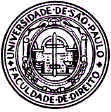 UNIVERSIDADE DE SÃO PAULO
FACULDADE DE DIREITO